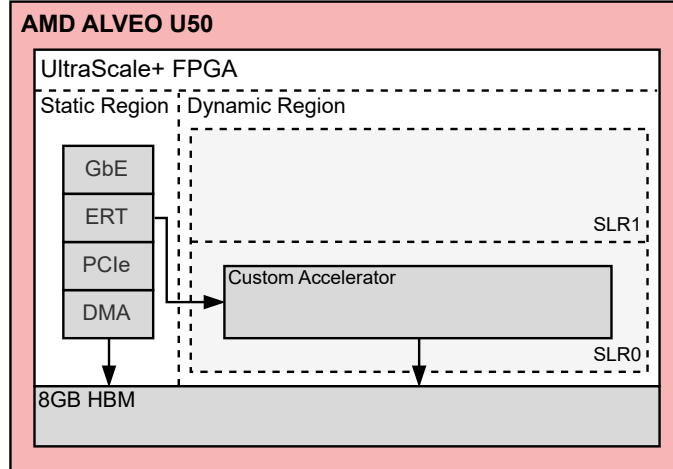 AMD ALVEO U50
UltraScale+ FPGA
Static Region
Dynamic Region
GbE
ERT
PCIe
DMA
SLR1
Custom Accelerator
SLR0
8GB HBM